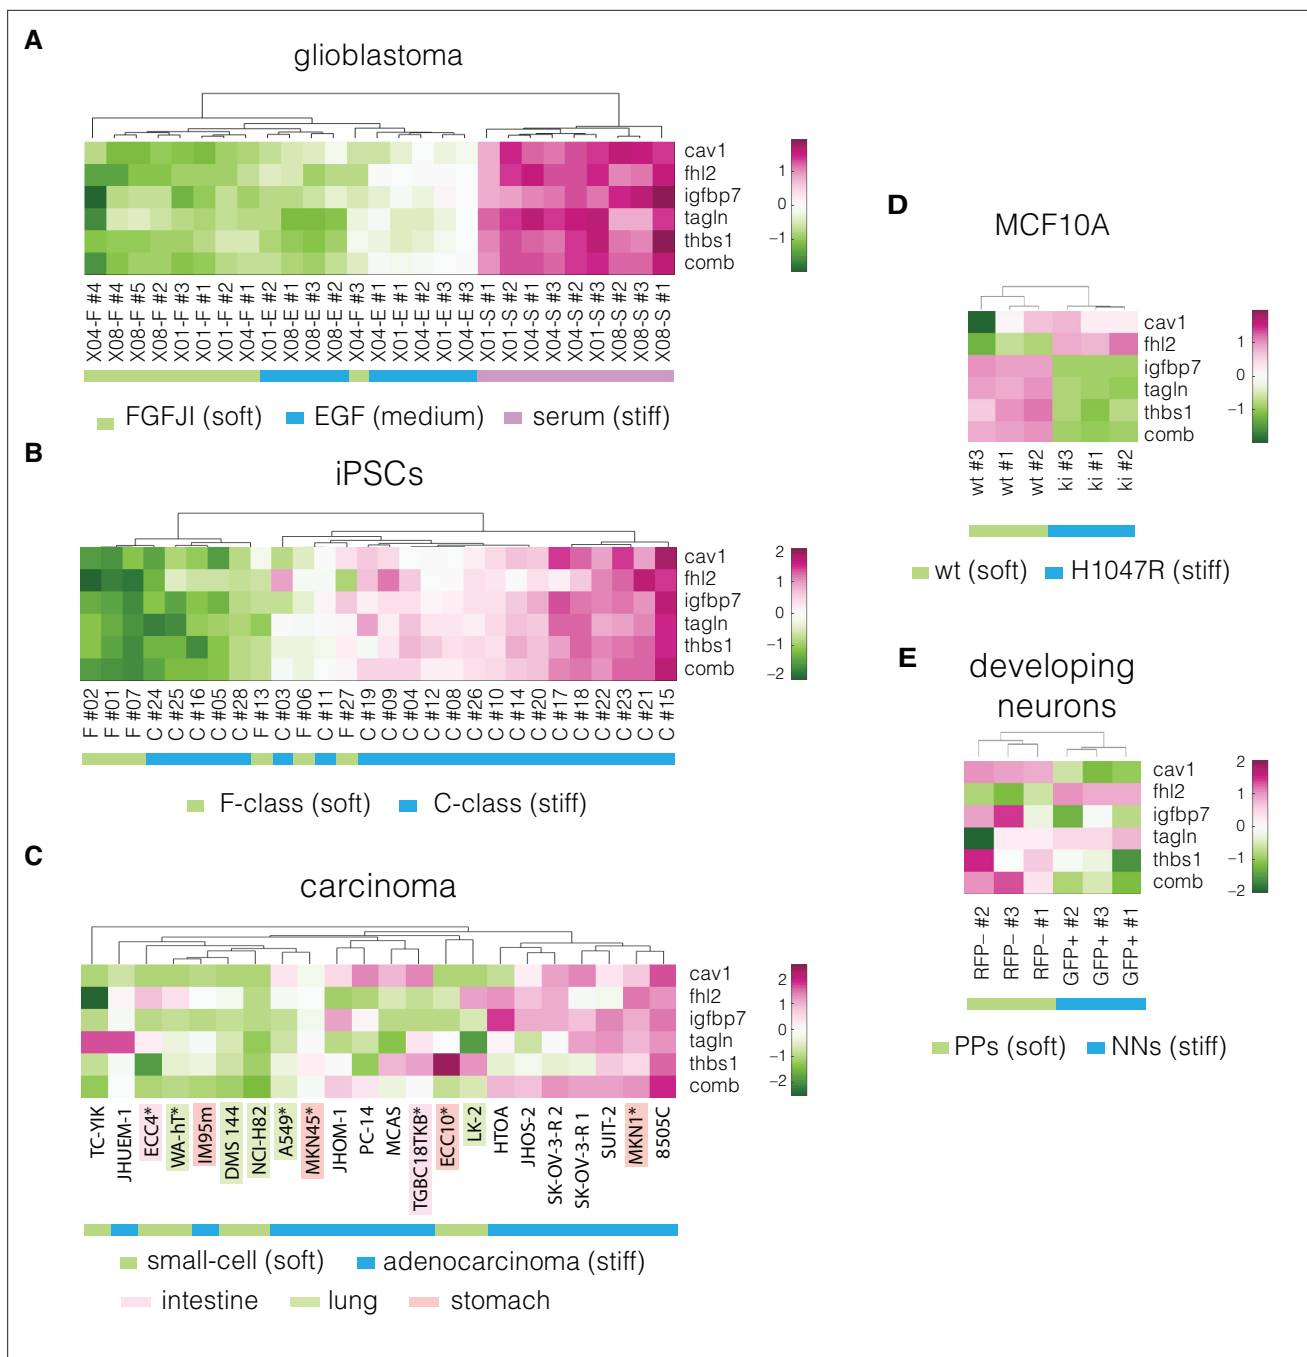 A
glioblastoma
cav1
fhl2
igfbp7
tagln
thbs1
comb
1
0
−1
X04-F #4
X08-F #4
X08-F #5
X08-F #2
X01-F #3
X01-F #1
X01-F #2
X04-F #1
X01-E #2
X08-E #1
X08-E #3
X08-E #2
X04-F #3
X04-E #1
X01-E #1
X04-E #2
X01-E #3
X04-E #3
X01-S #1
X01-S #2
X04-S #1
X04-S #3
X04-S #2
X01-S #3
X08-S #2
X08-S #3
X08-S #1
FGFJI (soft) EGF (medium) serum (stiff)
B
iPSCs
cav1
fhl2
igfbp7
tagln
thbs1
comb
2
1
0
−1
−2
F #02
F #01
F #07
C #24
C #25
C #16
C #05
C #28
F #13
C #03
F #06
C #11
F #27
C #19
C #09
C #04
C #12
C #08
C #26
C #10
C #14
C #20
C #17
C #18
C #22
C #23
C #21
C #15
F-class (soft) C-class (stiff)
C
carcinoma
cav1
fhl2
igfbp7
tagln
thbs1
comb
2
1
0
−1
−2
TC-YIK
JHUEM-1
ECC4*
WA-hT*
IM95m
DMS 144
NCI-H82
A549*
MKN45*
JHOM-1
PC-14
MCAS
TGBC18TKB*
ECC10*
LK-2
HTOA
JHOS-2
SK-OV-3-R 2
SK-OV-3-R 1
SUIT-2
MKN1*
8505C
small-cell (soft) adenocarcinoma (stiff)
intestine lung stomach
D
MCF10A
cav1
fhl2
igfbp7
tagln
thbs1
comb
1
0
−1
wt #3
wt #1
wt #2
ki #3
ki #1
ki #2
wt (soft) H1047R (stiff)
E
developing
neurons
cav1
fhl2
igfbp7
tagln
thbs1
comb
2
1
0
−1
−2
RFP− #2
RFP− #3
RFP− #1
GFP+ #2
GFP+ #3
GFP+ #1
PPs (soft) NNs (stiff)